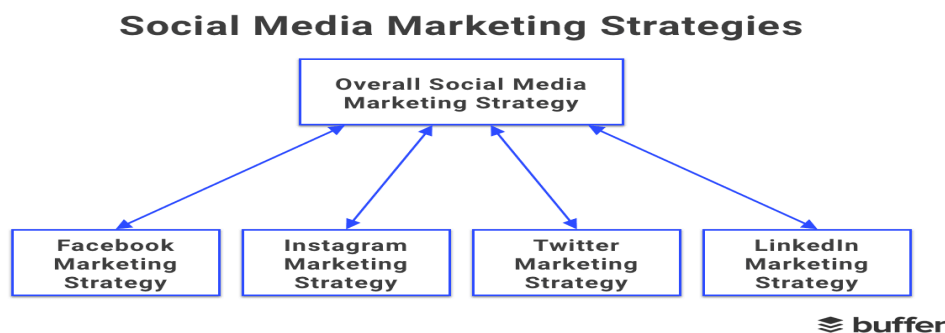 Social Media Marketing Strategies
Overall Social Media
Marketing Strategy
Facebook
Marketing
Strategy
Instagram
Marketing
Strategy
Twitter
Marketing
Strategy
LinkedIn
Marketing
Strategy
buffer